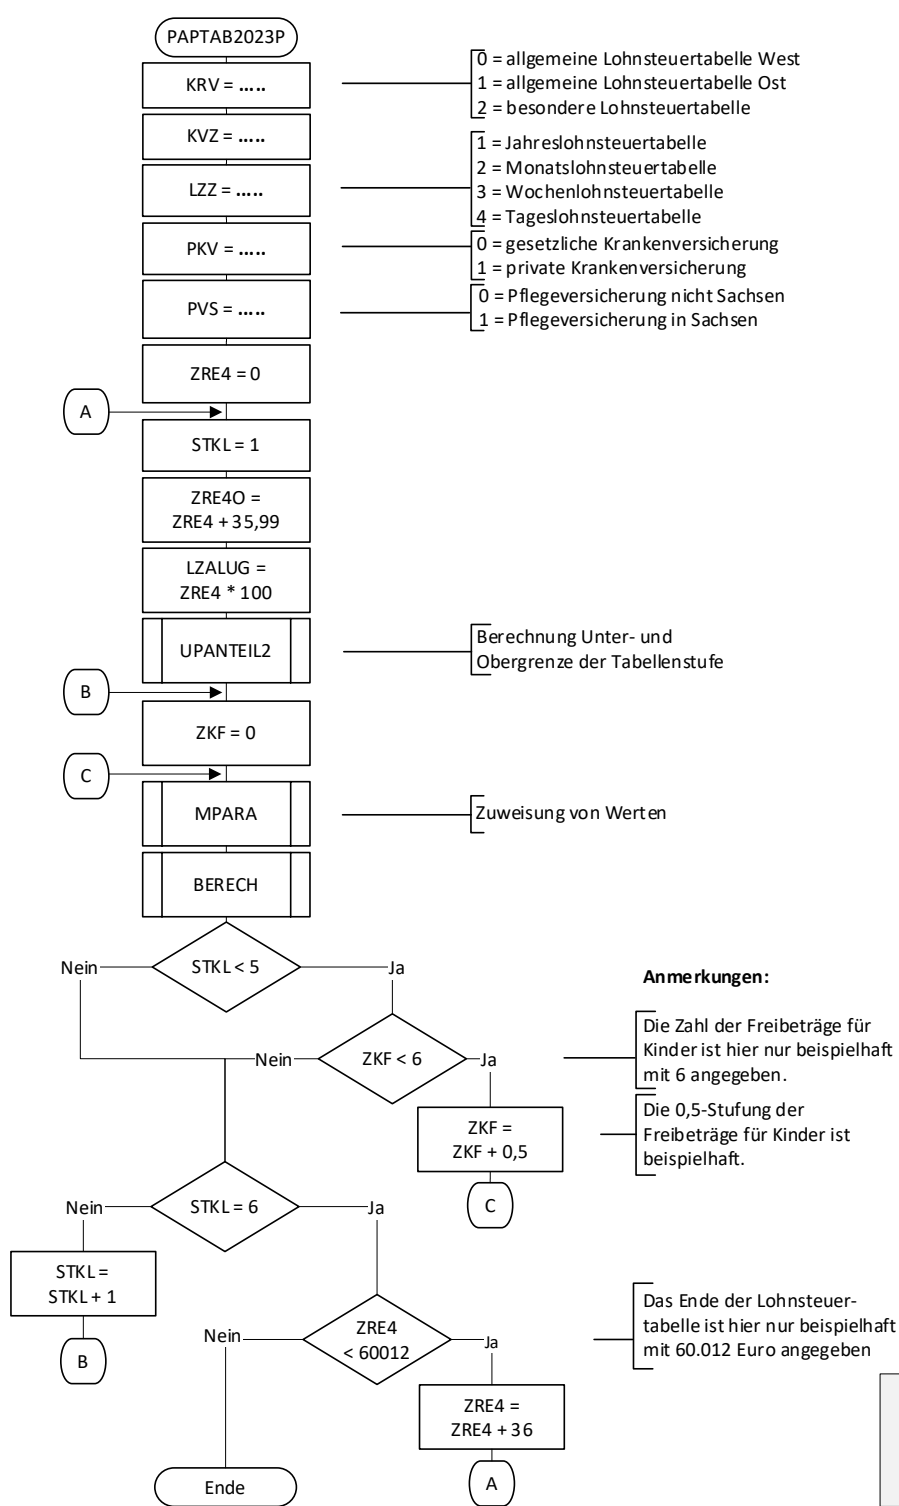 PAPTAB2023P
KRV = .....
0 = allgemeine Lohnsteuertabelle West
1 = allgemeine Lohnsteuertabelle Ost
2 = besondere Lohnsteuertabelle
KVZ = .....
LZZ = .....
1 = Jahreslohnsteuertabelle
2 = Monatslohnsteuertabelle
3 = Wochenlohnsteuertabelle
4 = Tageslohnsteuertabelle
PKV = .....
0 = gesetzliche Krankenversicherung
1 = private Krankenversicherung
PVS = .....
0 = Pflegeversicherung nicht Sachsen
1 = Pflegeversicherung in Sachsen
ZRE4 = 0
A
STKL = 1
ZRE4O =
ZRE4 + 35,99
LZALUG =
ZRE4 * 100
UPANTEIL2
Berechnung Unter- und
Obergrenze der Tabellenstufe
B
ZKF = 0
C
MPARA
Zuweisung von Werten
BERECH
STKL < 5
Nein
Ja
Anmerkungen:
ZKF < 6
Nein
Ja
Die Zahl der Freibeträge für
Kinder ist hier nur beispielhaft
mit 6 angegeben.
ZKF =
ZKF + 0,5
Die 0,5-Stufung der
Freibeträge für Kinder ist
beispielhaft.
C
STKL = 6
Nein
Ja
STKL =
STKL + 1
B
ZRE4
< 60012
Nein
Ja
Das Ende der Lohnsteuer-
tabelle ist hier nur beispielhaft
mit 60.012 Euro angegeben
ZRE4 =
ZRE4 + 36
A
Ende